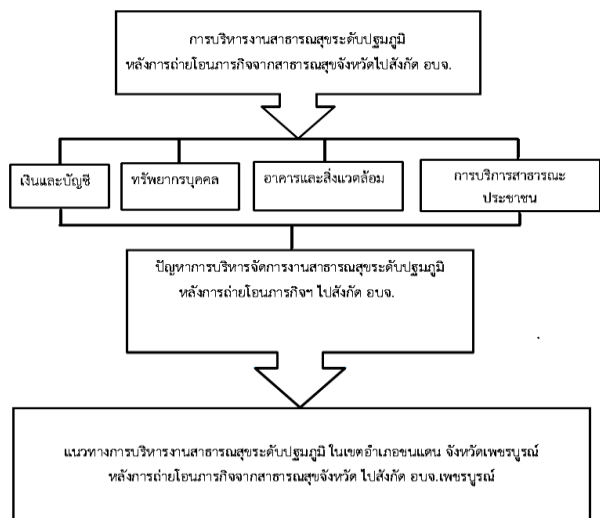 การบริหารงานสาธารณสุขระดับปฐมภูมิ
หลังการถ่ายโอนภารกิจจากสาธารณสุขจังหวัดไปสังกัด อบจ.
เงินและบัญชี
ทรัพยากรบุคคล
อาคารและสิ่งแวดล้อม
การบริการสาธารณะ
ประชาชน
ปัญหาการบริหารจัดการงานสาธารณสุขระดับปฐมภูมิ
หลังการถ่ายโอนภารกิจฯ ไปสังกัด อบจ.
แนวทางการบริหารงานสาธารณสุขระดับปฐมภูมิ ในเขตอำเภอชนแดน จังหวัดเพชรบูรณ์
หลังการถ่ายโอนภารกิจจากสาธารณสุขจังหวัด ไปสังกัด อบจ.เพชรบูรณ์